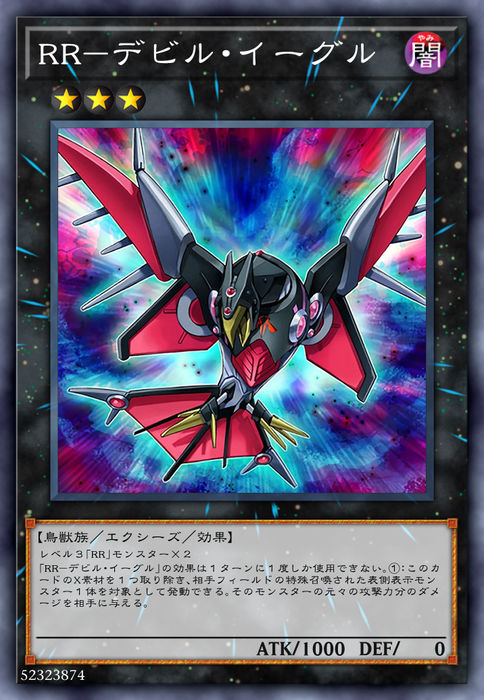 RR－デビル・イーグル
闇
やみ
【鳥獣族／エクシーズ／効果】
レベル３「RR」モンスター×２
「RR－デビル・イーグル」の効果は１ターンに１度しか使用できない。①：このカ
ードのX素材を１つ取り除き、相手フィールドの特殊召喚された表側表示モン
スター１体を対象として発動できる。そのモンスターの元々の攻撃力分のダメ
ージを相手に与える。
ATK/1000 DEF/ 0
52323874